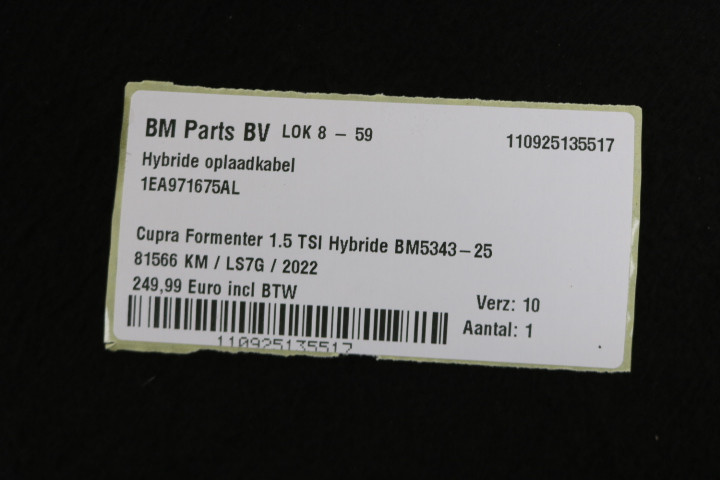 BM Parts BV LOK 8 - 59
110925135517
Hybride oplaadkabel
1EA971675AL
Cupra Formenter 1.5 TSI Hybride BM5343-25
81566 KM / LS7G / 2022
249,99 Euro incl BTW
Verz: 10
Aantal: 1
110925135517